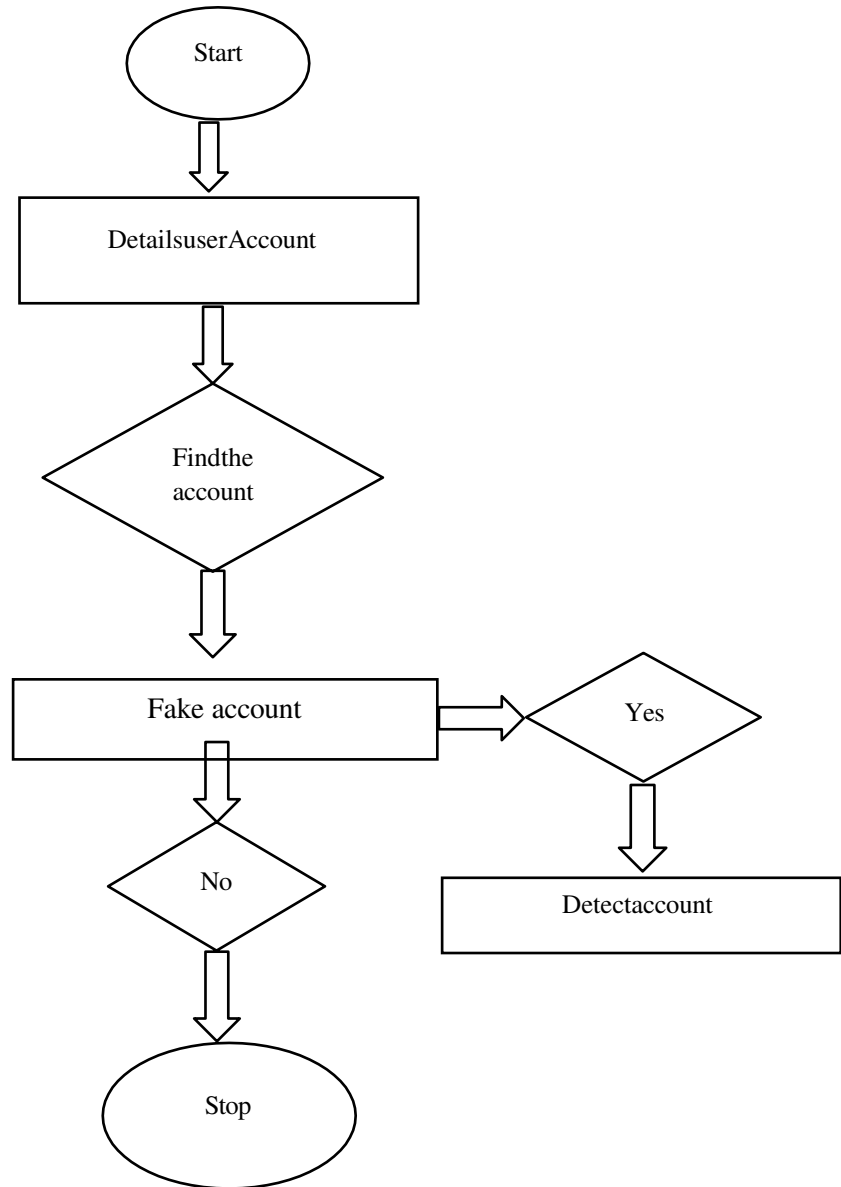 Start
DetailsuserAccount
Findthe
account
Fake account
Yes
No
Detectaccount
Stop